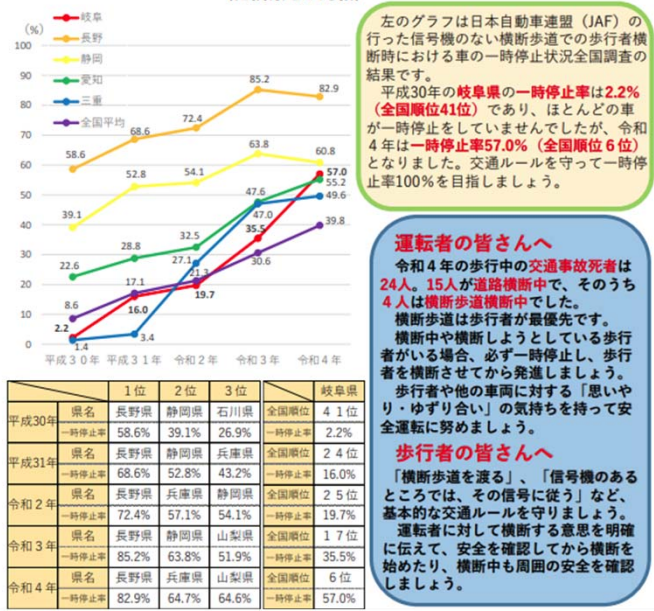 (%)
岐阜
長野
静岡
愛知
三重
全国平均
100
90
80
70
60
50
40
30
20
10
0
58.6
68.6
72.4
85.2
82.9
39.1
52.8
54.1
63.8
60.8
22.6
28.8
32.5
47.6
55.2
8.6
17.1
21.3
30.6
39.8
2.2
16.0
19.7
35.5
57.0
1.4
3.4
27.1
47.0
49.6
平成30年
平成31年
令和2年
令和3年
令和4年
1位 2位 3位 岐阜県
平成30年 県名 長野県 静岡県 石川県 全国順位 41位
一時停止率 58.6% 39.1% 26.9% 一時停止率 2.2%
平成31年 県名 長野県 静岡県 兵庫県 全国順位 24位
一時停止率 68.6% 52.8% 43.2% 一時停止率 16.0%
令和2年 県名 長野県 兵庫県 静岡県 全国順位 25位
一時停止率 72.4% 57.1% 54.1% 一時停止率 19.7%
令和3年 県名 長野県 静岡県 山梨県 全国順位 17位
一時停止率 85.2% 63.8% 51.9% 一時停止率 35.5%
令和4年 県名 長野県 兵庫県 山梨県 全国順位 6位
一時停止率 82.9% 64.7% 64.6% 一時停止率 57.0%
左のグラフは日本自動車連盟(JAF)の
行った信号機のない横断歩道での歩行者横
断時における車の一時停止状況全国調査の
結果です。
平成30年の岐阜県の一時停止率は2.2%
(全国順位41位)であり、ほとんどの車
が一時停止をしていませんでしたが、令和
4年は一時停止率57.0%(全国順位6位)
となりました。交通ルールを守って一時停
止率100%を目指しましょう。
運転者の皆さんへ
令和4年の歩行中の交通事故死者は
24人。15人が道路横断中で、そのうち
4人は横断歩道横断中でした。
横断歩道は歩行者が最優先です。
横断中や横断しようとしている歩行
者がいる場合、必ず一時停止し、歩行
者を横断させてから発進しましょう。
歩行者や他の車両に対する「思いや
り・ゆずり合い」の気持ちを持って安
全運転に努めましょう。
歩行者の皆さんへ
「横断歩道を渡る」、「信号機のある
ところでは、その信号に従う」など、
基本的な交通ルールを守りましょう。
運転者に対して横断する意思を明確
に伝えて、安全を確認してから横断を
始めたり、横断中も周囲の安全を確認
しましょう。